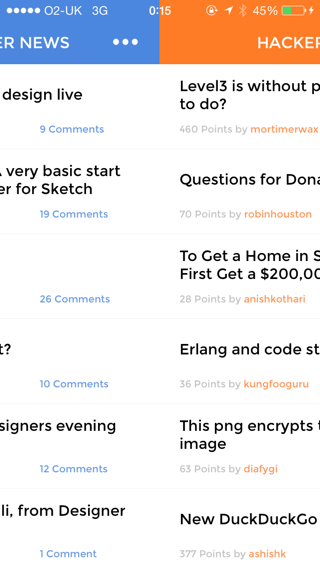 O2-UK 3G 0:15 45%
ER NEWS
design live
9 Comments
A very basic start
er for Sketch
19 Comments
26 Comments
t?
10 Comments
signers evening
12 Comments
li, from Designer
1 Comment
HACKER
Level3 is without p
to do?
460 Points by mortimerwax
Questions for Dona
70 Points by robinhouston
To Get a Home in S
First Get a $200,00
28 Points by anishkothari
Erlang and code st
36 Points by kungfooguru
This png encrypts t
image
63 Points by diafygi
New DuckDuckGo
377 Points by ashishk